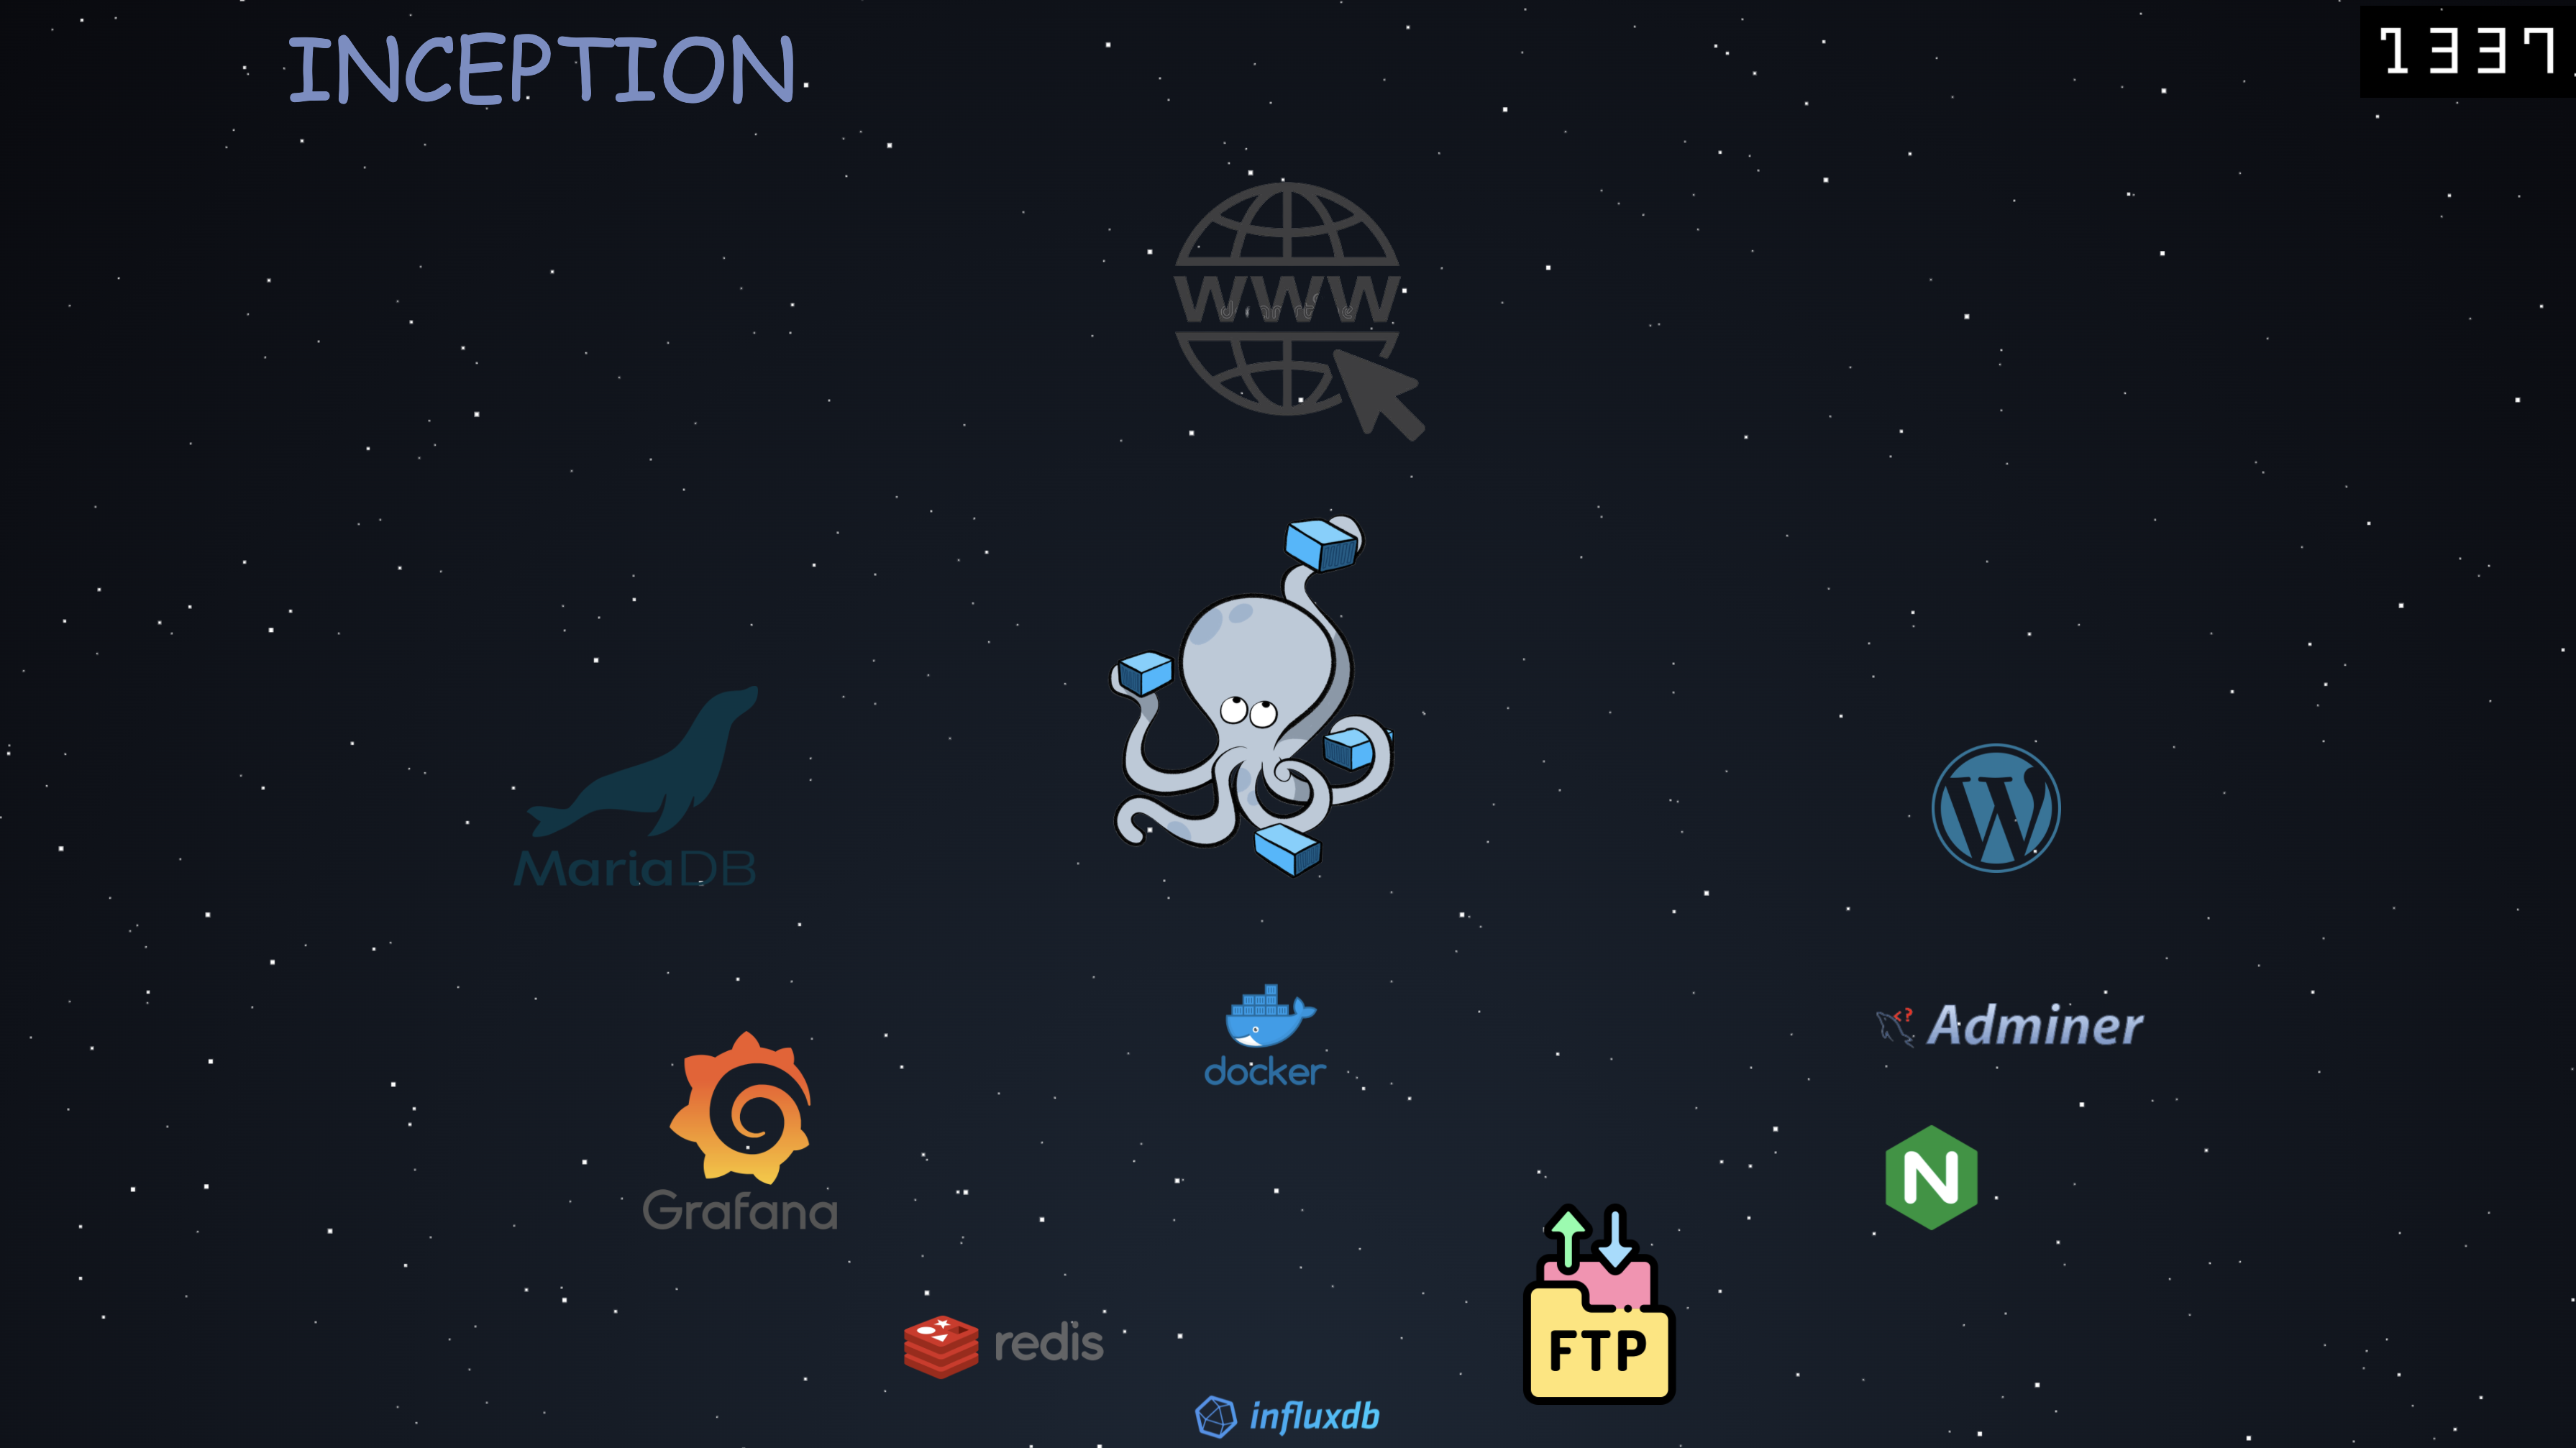 INCEPTION
1337
WWW
MariaDB
W
docker
<? Adminer
Grafana
N
FTP
redis
influxdb